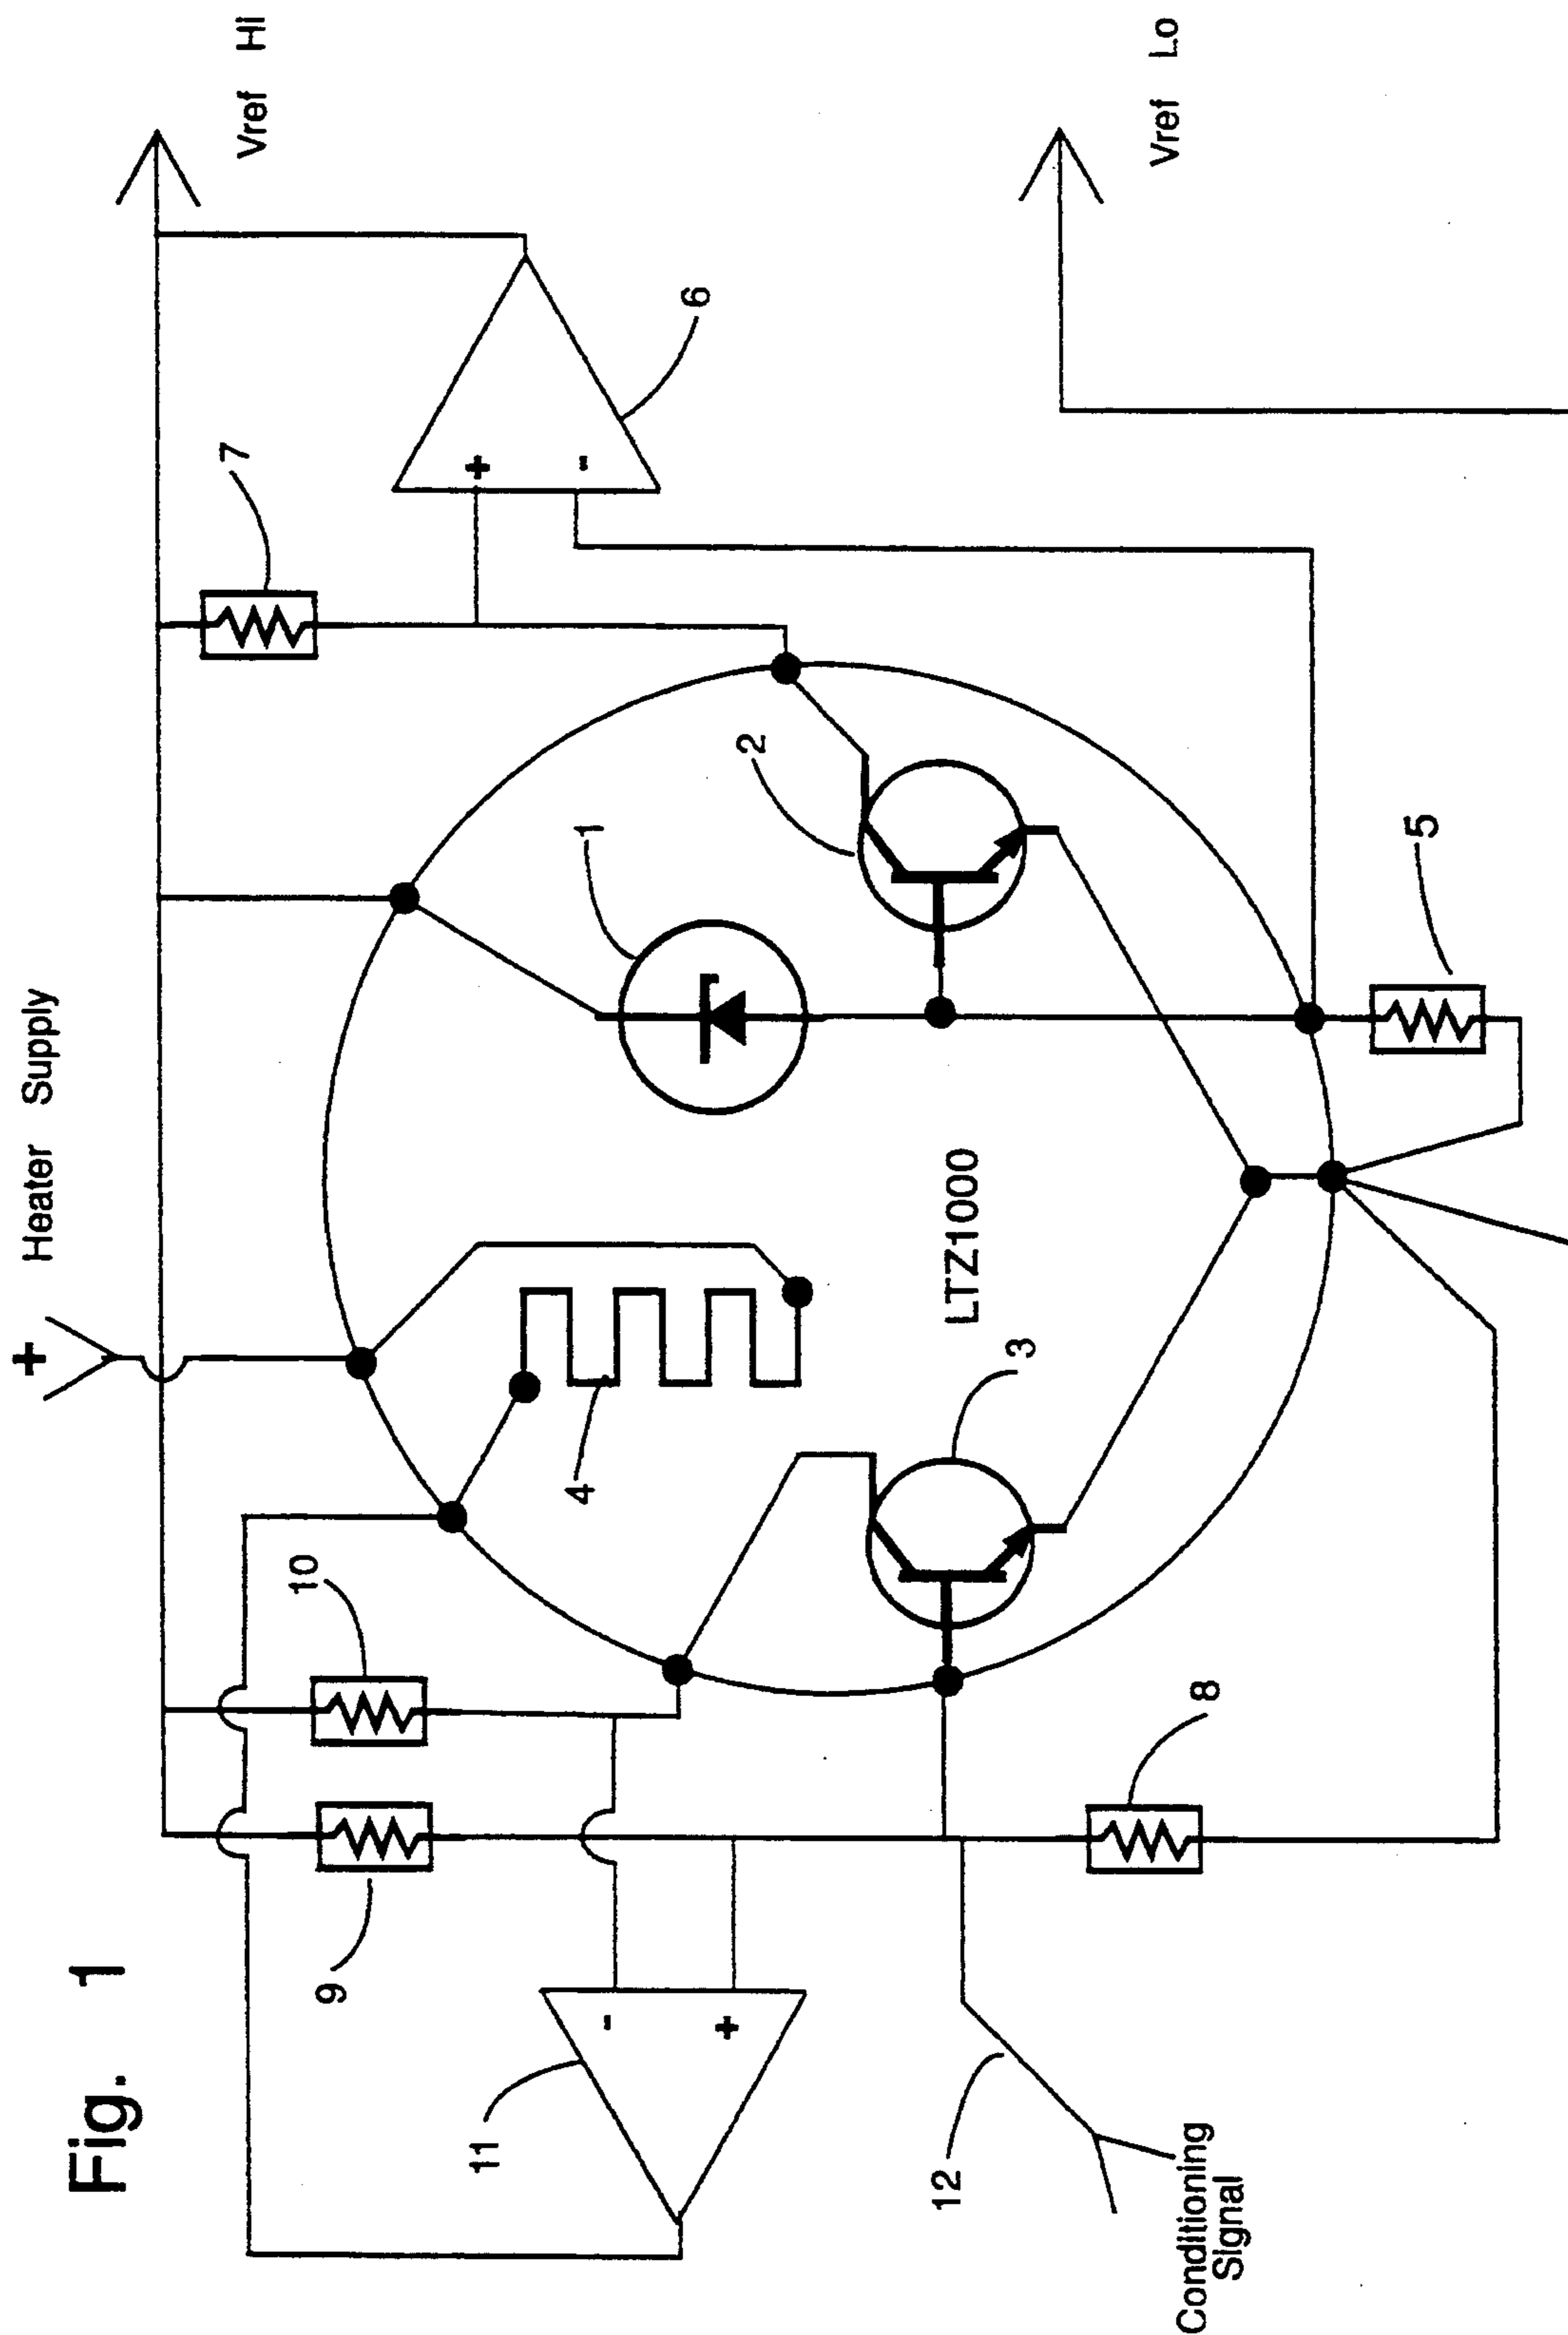 Fig. 1
+ Heater Supply
Vref Hi
9
10
7
11
-
+
4
1
2
+
-
6
LTZ1000
3
12
8
5
Vref Lo
Conditioning
Signal